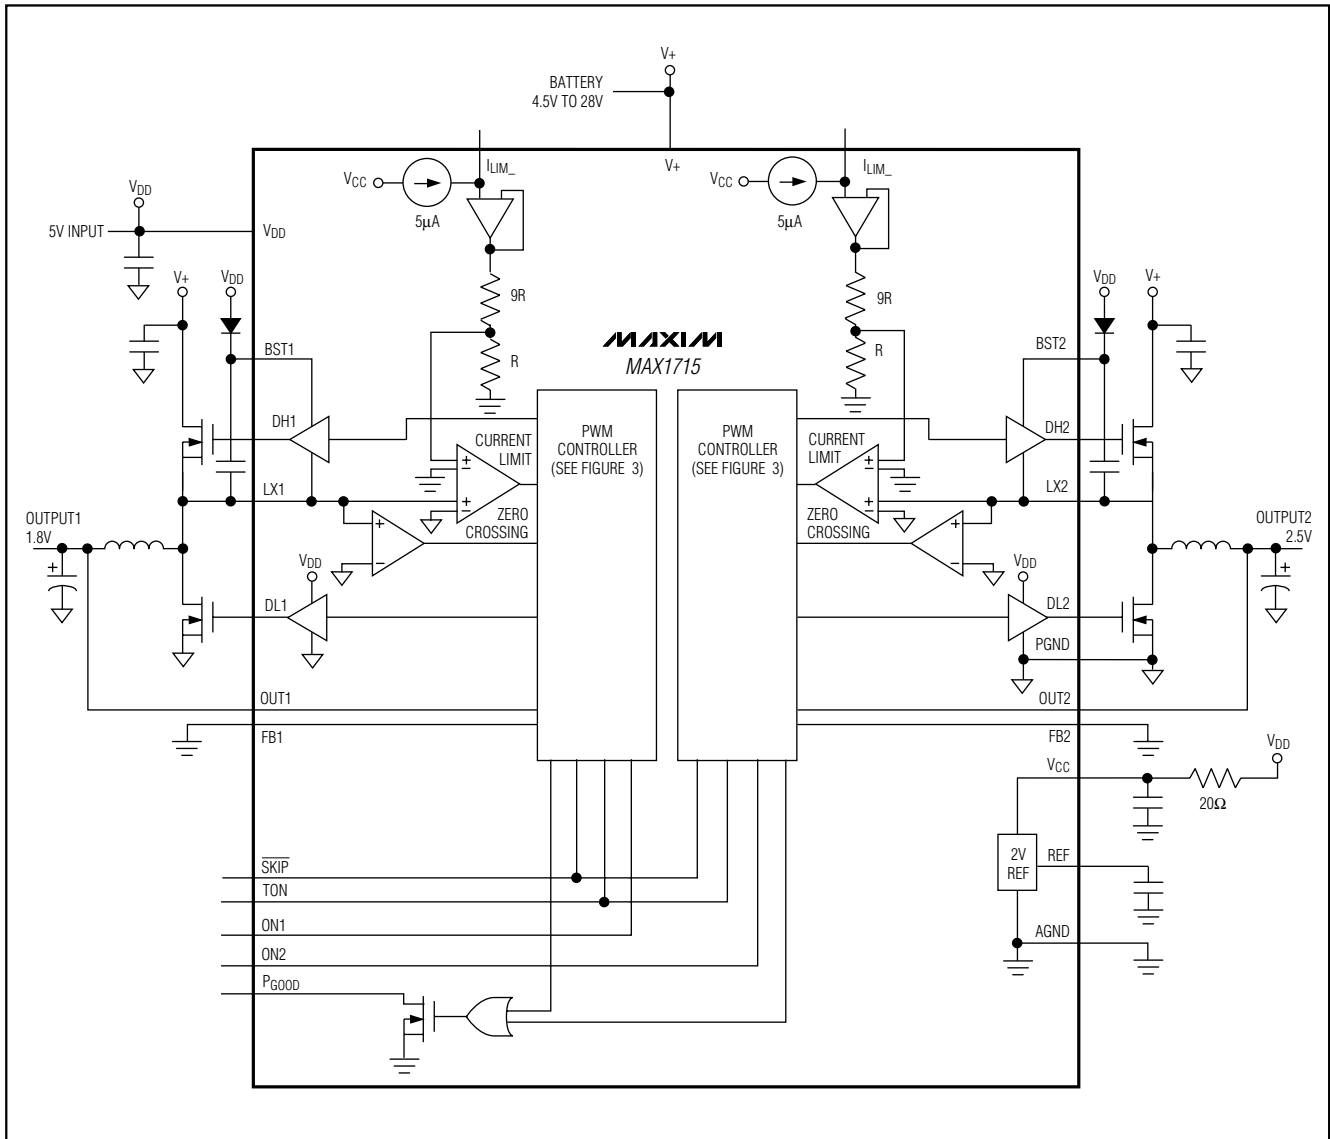 V+
BATTERY
4.5V TO 28V
V+
VCC
5µA
ILIM_
VCC
5µA
ILIM_
VDD
5V INPUT
VDD
V+
VDD
9R
R
9R
R
VDD
V+
MAXIM
MAX1715
BST1
BST2
DH1
DH2
CURRENT
LIMIT
+
−
+
−
PWM
CONTROLLER
(SEE FIGURE 3)
PWM
CONTROLLER
(SEE FIGURE 3)
CURRENT
LIMIT
+
−
+
−
LX1
LX2
ZERO
CROSSING
+
−
ZERO
CROSSING
+
−
OUTPUT1
1.8V
+
OUTPUT2
2.5V
+
VDD
VDD
DL1
DL2
PGND
OUT1
OUT2
FB1
FB2
VDD
VCC
20Ω
2V
REF
REF
AGND
SKIP
TON
ON1
ON2
PGOOD